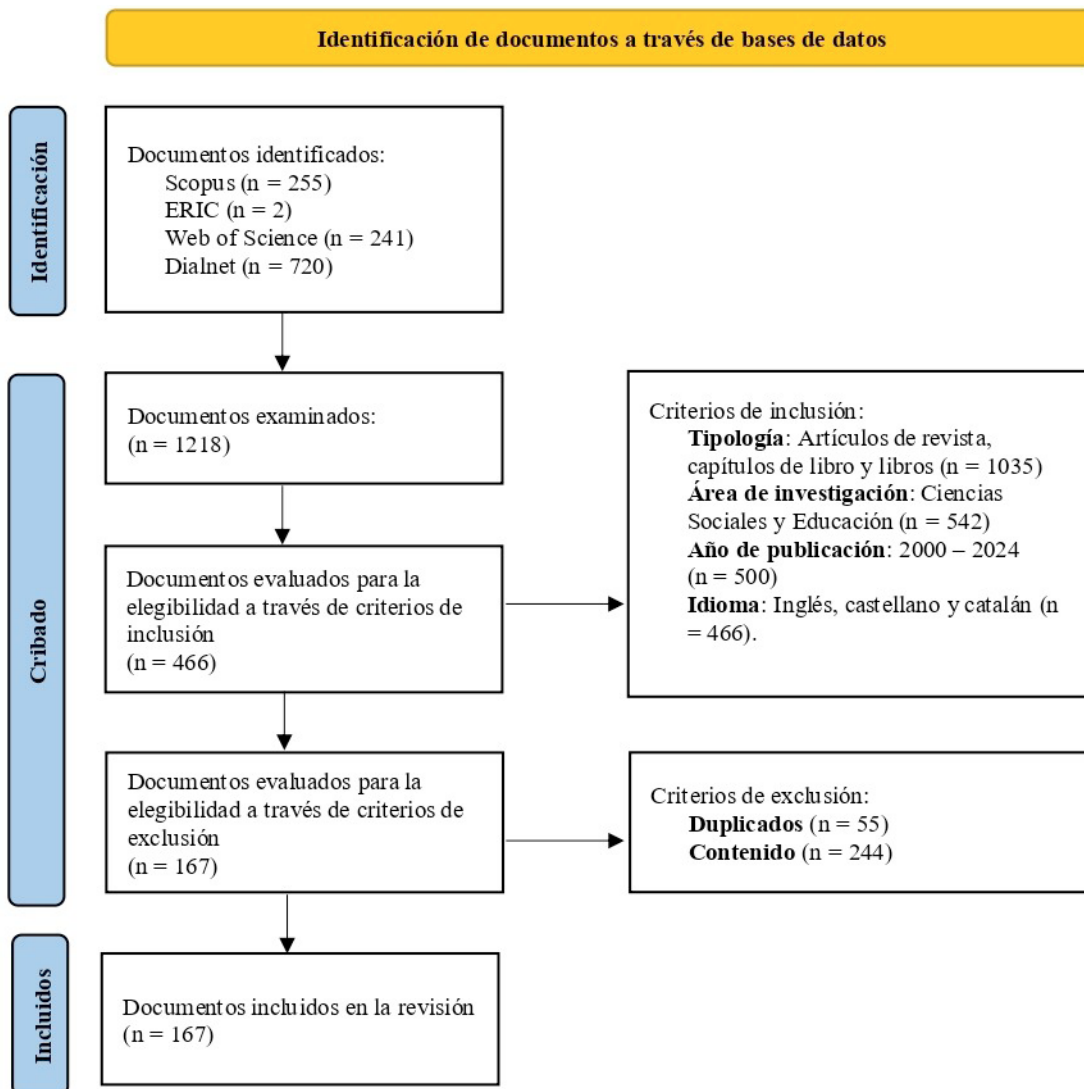 Identificación de documentos a través de bases de datos
Identificación
Documentos identificados:
Scopus (n = 255)
ERIC (n = 2)
Web of Science (n = 241)
Dialnet (n = 720)
Cribado
Documentos examinados:
(n = 1218)
Criterios de inclusión:
Tipología: Artículos de revista,
capítulos de libro y libros (n = 1035)
Área de investigación: Ciencias
Sociales y Educación (n = 542)
Año de publicación: 2000 – 2024
(n = 500)
Idioma: Inglés, castellano y catalán (n
= 466).
Documentos evaluados para la
elegibilidad a través de criterios de
inclusión
(n = 466)
Documentos evaluados para la
elegibilidad a través de criterios de
exclusión
(n = 167)
Criterios de exclusión:
Duplicados (n = 55)
Contenido (n = 244)
Incluidos
Documentos incluidos en la revisión
(n = 167)